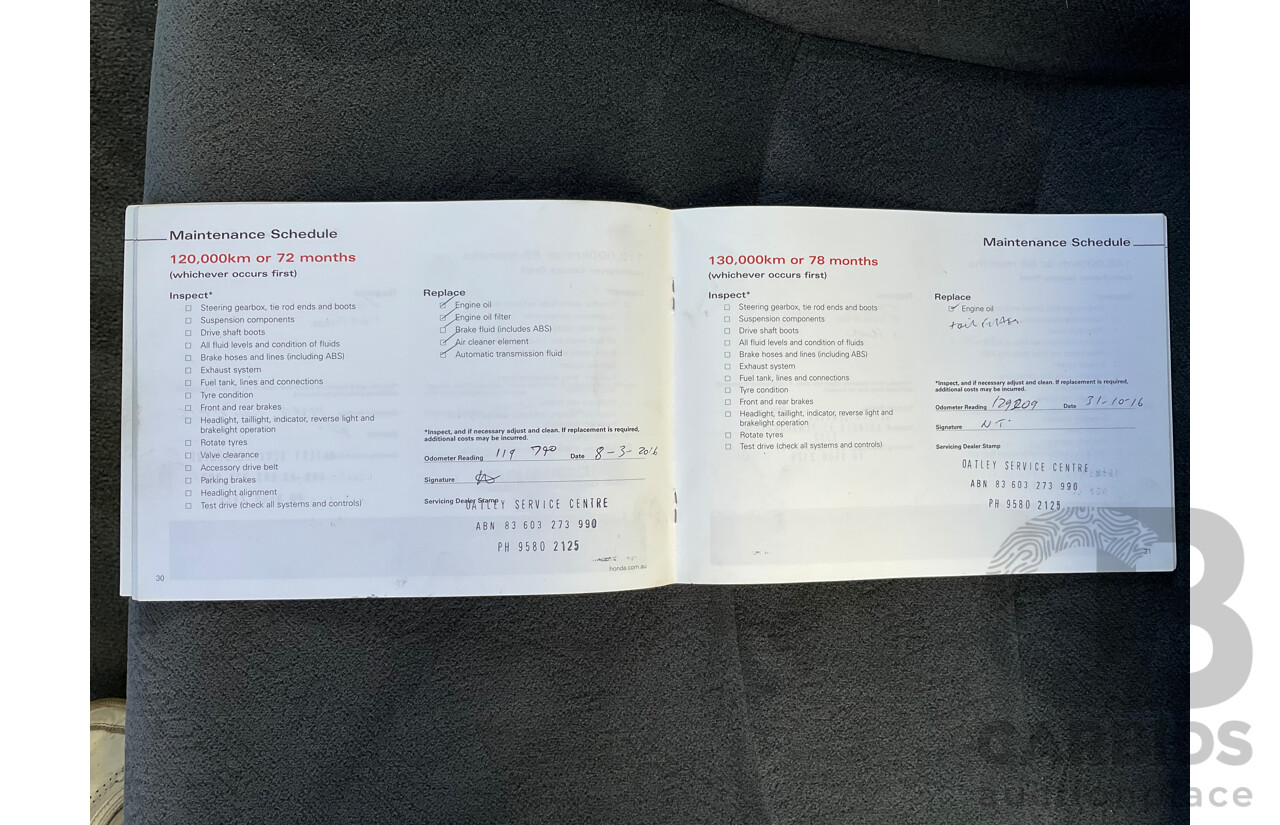 Maintenance Schedule
120,000km or 72 months
(whichever occurs first)
Inspect*
Steering gearbox, tie rod ends and boots
Suspension components
Drive shaft boots
All fluid levels and condition of fluids
Brake hoses and lines (including ABS)
Exhaust system
Fuel tank, lines and connections
Tyre condition
Front and rear brakes
Headlight, taillight, indicator, reverse light and
brakelight operation
Rotate tyres
Valve clearance
Accessory drive belt
Parking brakes
Headlight alignment
Test drive (check all systems and controls)
30
Replace
Engine oil
Engine oil filter
Brake fluid (includes ABS)
Air cleaner element
Automatic transmission fluid
*Inspect, and if necessary adjust and clean. If replacement is required,
additional costs may be incurred.
Odometer Reading 119 790 Date 8-3-2016
Signature
Servicing Dealer Stamp
OATLEY SERVICE CENTRE
ABN 83 603 273 990
PH 9580 2125
honda.com.au
Maintenance Schedule
130,000km or 78 months
(whichever occurs first)
Inspect*
Steering gearbox, tie rod ends and boots
Suspension components
Drive shaft boots
All fluid levels and condition of fluids
Brake hoses and lines (including ABS)
Exhaust system
Fuel tank, lines and connections
Tyre condition
Front and rear brakes
Headlight, taillight, indicator, reverse light and
brakelight operation
Rotate tyres
Test drive (check all systems and controls)
Replace
Engine oil
*Inspect, and if necessary adjust and clean. If replacement is required,
additional costs may be incurred.
Odometer Reading 129209 Date 31-10-16
Signature NT
Servicing Dealer Stamp
OATLEY SERVICE CENTRE
ABN 83 603 273 990
PH 9580 2125
31
CARBIDS